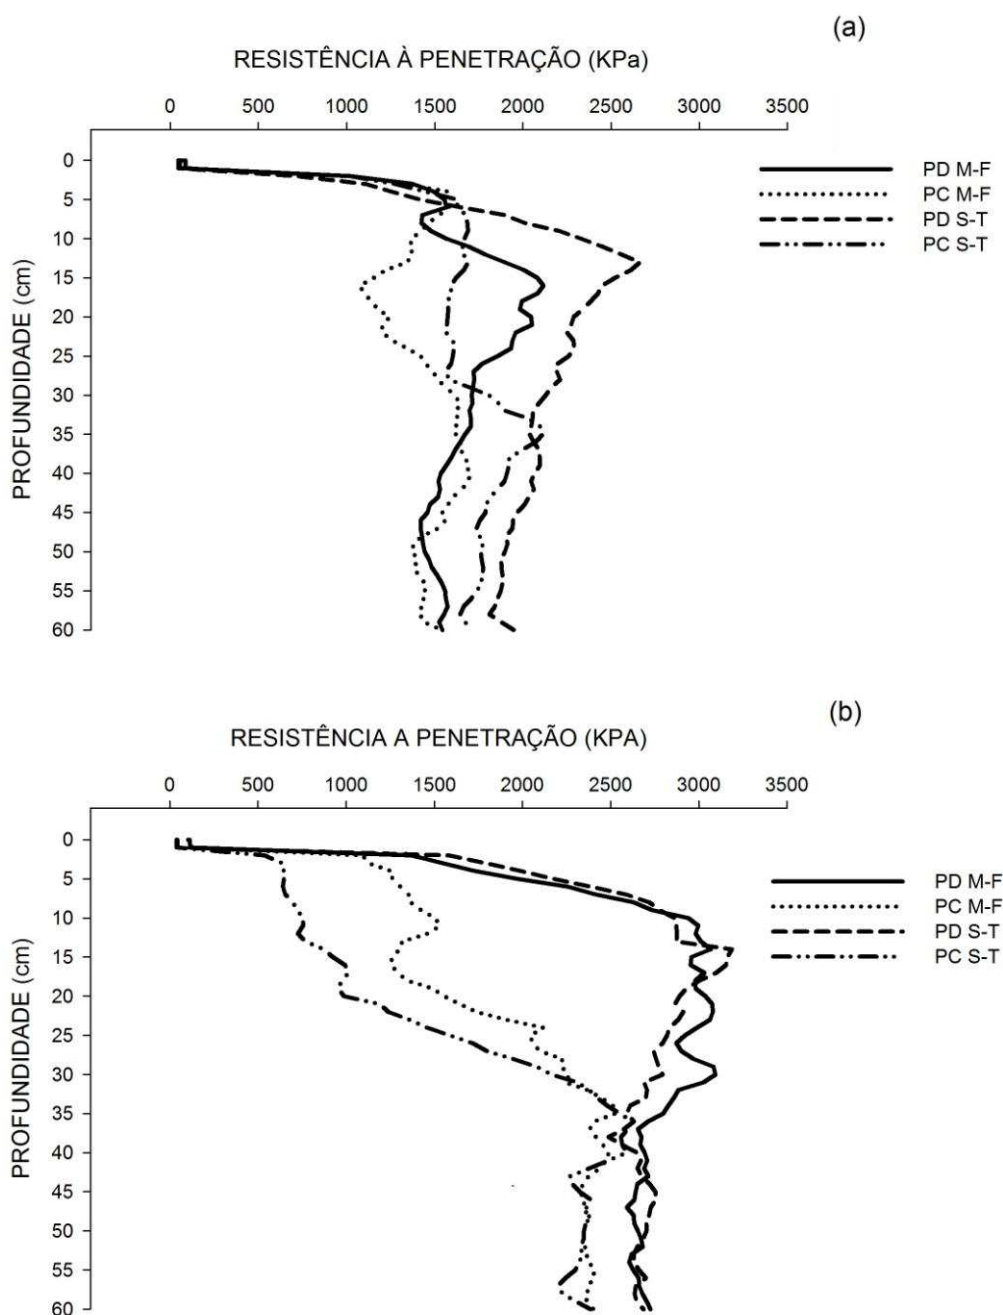 (a)
RESISTÊNCIA À PENETRAÇÃO (KPa)
0 500 1000 1500 2000 2500 3000 3500
PROFUNDIDADE (cm)
0
5
10
15
20
25
30
35
40
45
50
55
60
PD M-F
PC M-F
PD S-T
PC S-T
(b)
RESISTÊNCIA A PENETRAÇÃO (KPA)
0 500 1000 1500 2000 2500 3000 3500
PROFUNDIDADE (cm)
0
5
10
15
20
25
30
35
40
45
50
55
60
PD M-F
PC M-F
PD S-T
PC S-T